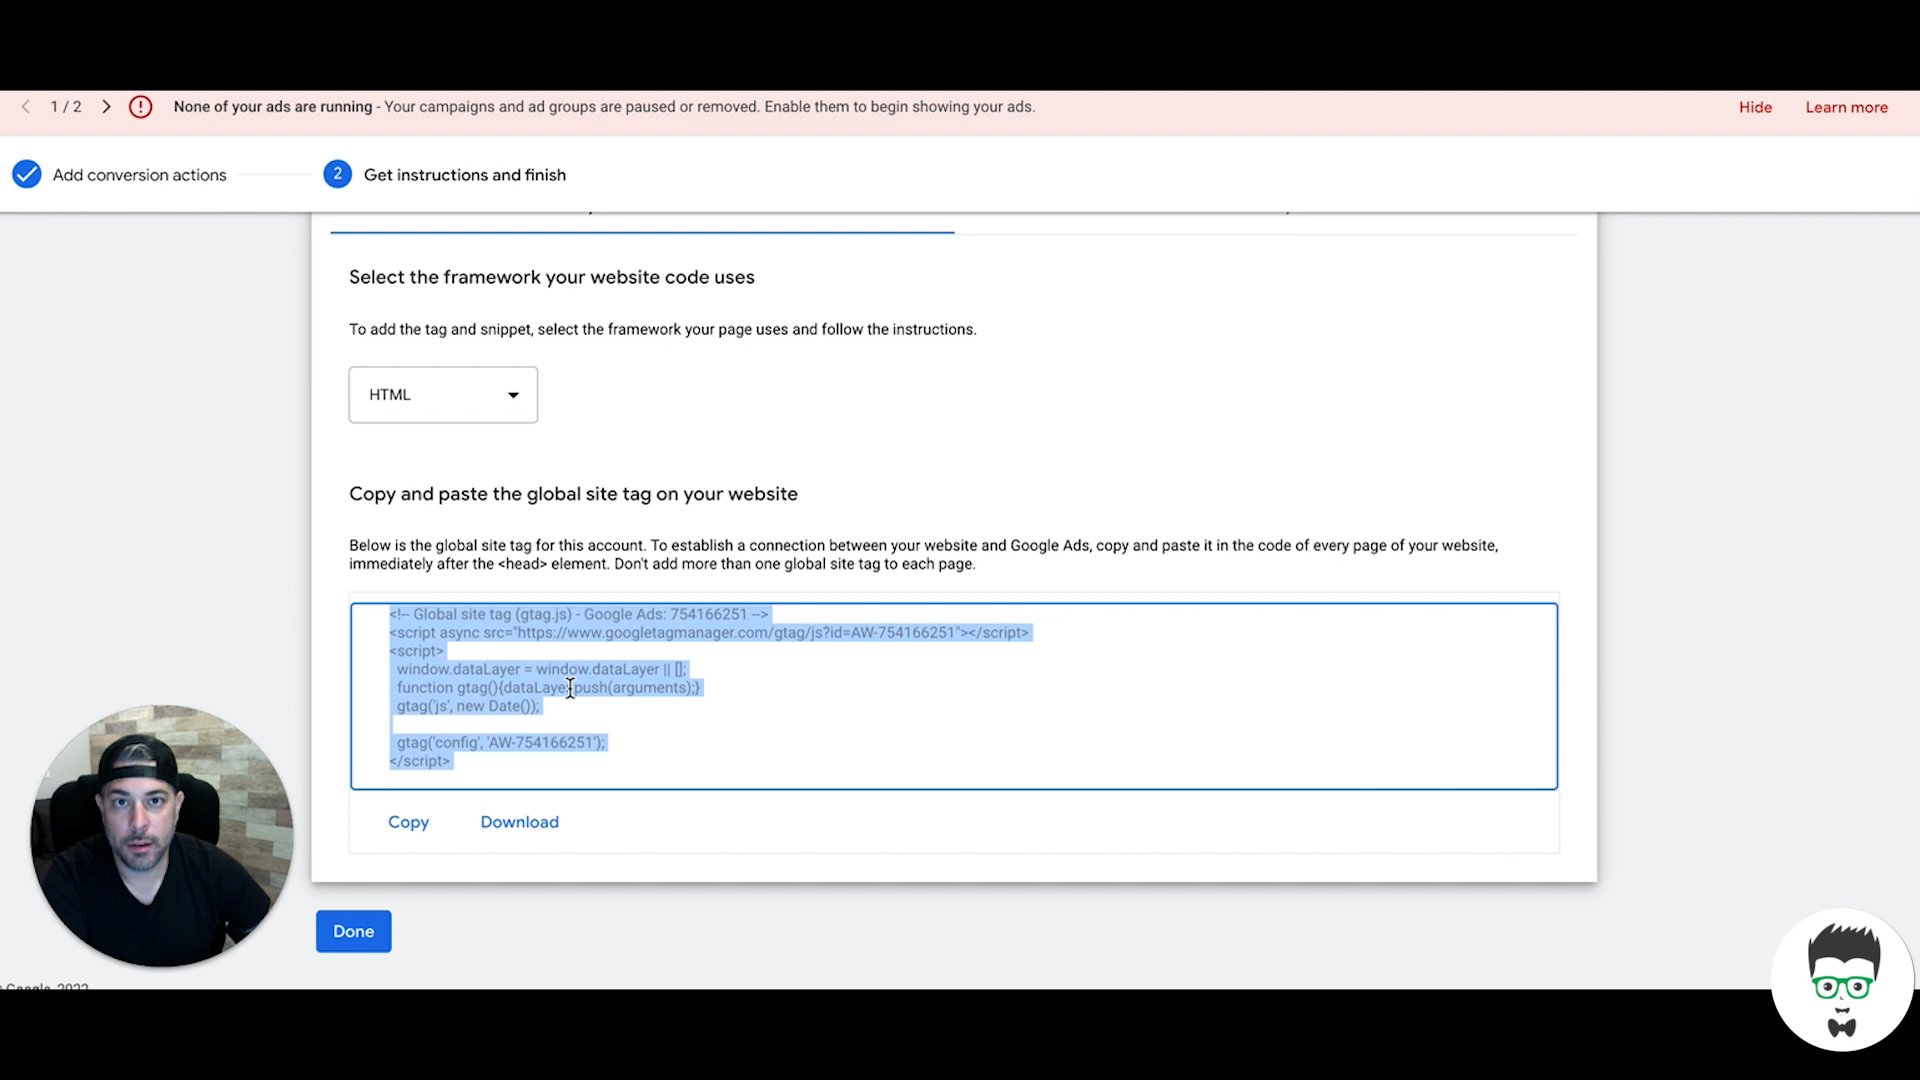 1 / 2
None of your ads are running - Your campaigns and ad groups are paused or removed. Enable them to begin showing your ads.
Hide
Learn more
Add conversion actions
2
Get instructions and finish
Select the framework your website code uses
To add the tag and snippet, select the framework your page uses and follow the instructions.
HTML
Copy and paste the global site tag on your website
Below is the global site tag for this account. To establish a connection between your website and Google Ads, copy and paste it in the code of every page of your website,
immediately after the <head> element. Don't add more than one global site tag to each page.
<!-- Global site tag (gtag.js) - Google Ads: 754166251 -->
<script async src="https://www.googletagmanager.com/gtag/js?id=AW-754166251"></script>
<script>
window.dataLayer = window.dataLayer || [];
function gtag(){dataLayer.push(arguments);}
gtag('js', new Date());
gtag('config', 'AW-754166251');
</script>
Copy
Download
Done
Google, 2022